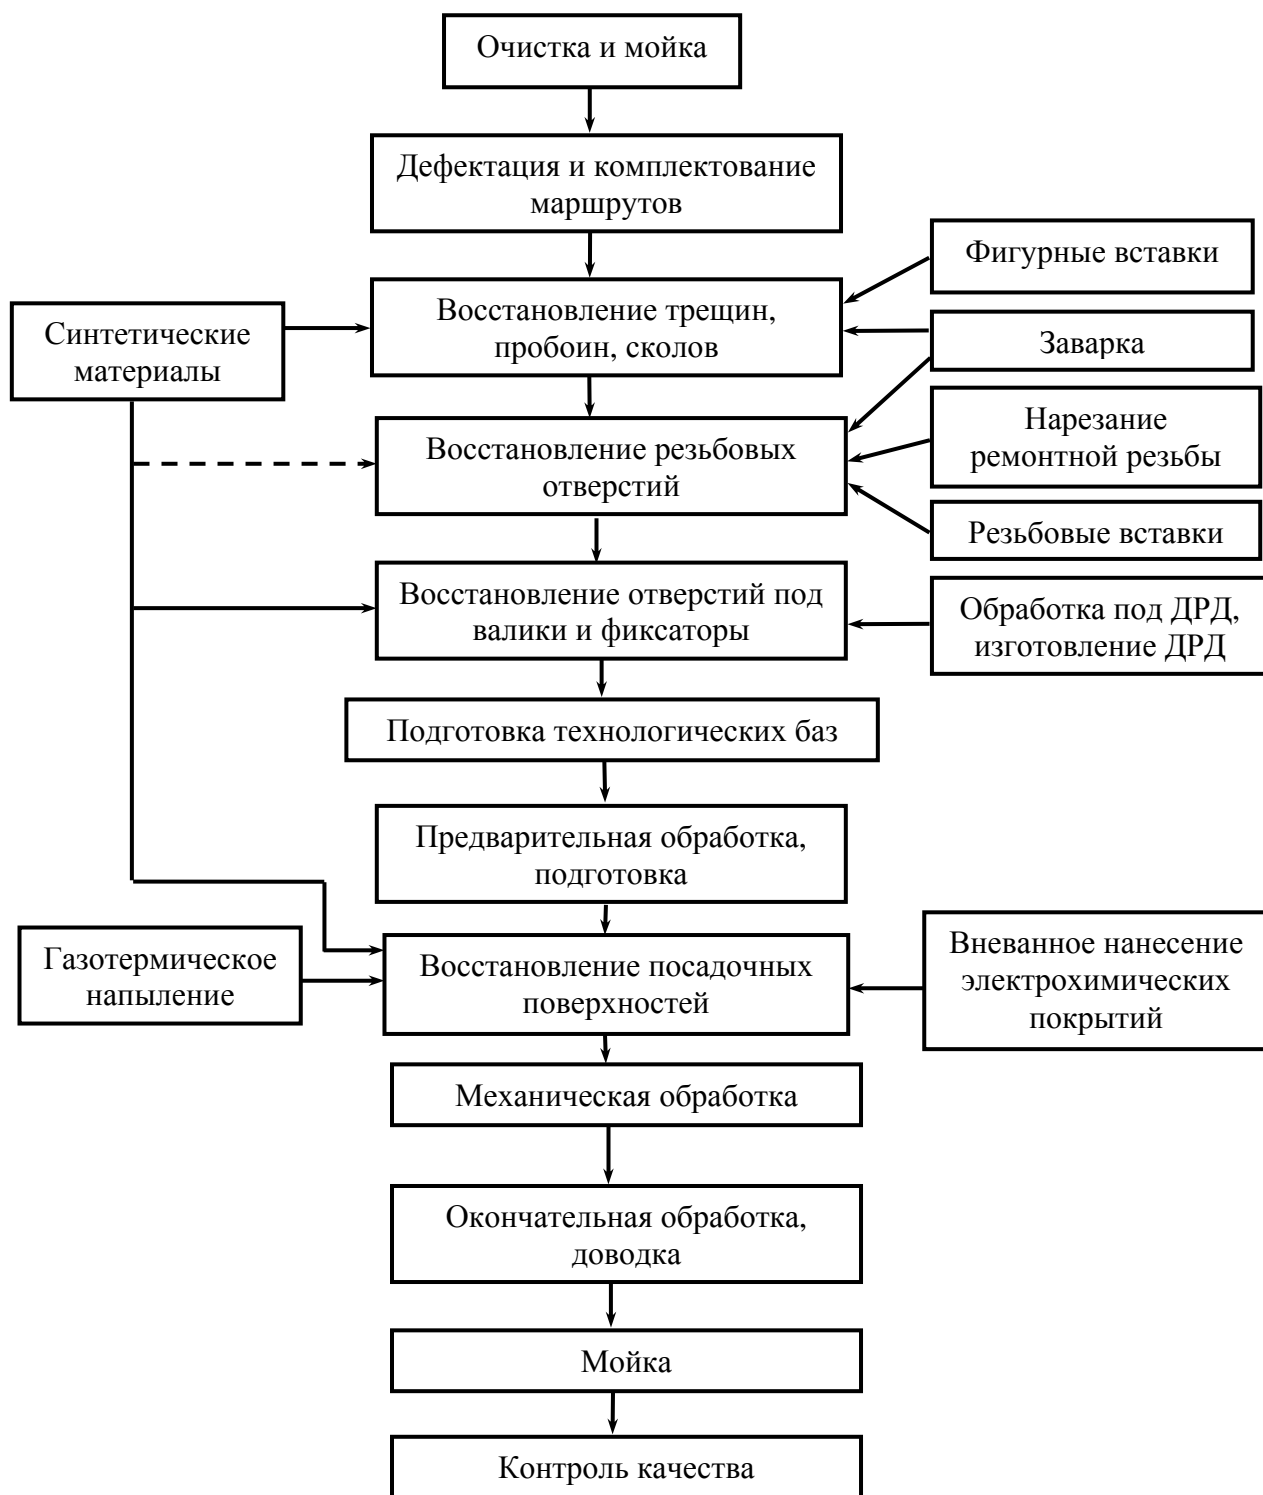 Очистка и мойка
Дефектация и комплектование
маршрутов
Фигурные вставки
Восстановление трещин,
пробоин, сколов
Синтетические
материалы
Заварка
Нарезание
ремонтной резьбы
Восстановление резьбовых
отверстий
Резьбовые вставки
Восстановление отверстий под
валики и фиксаторы
Обработка под ДРД,
изготовление ДРД
Подготовка технологических баз
Предварительная обработка,
подготовка
Газотермическое
напыление
Восстановление посадочных
поверхностей
Вневанное нанесение
электрохимических
покрытий
Механическая обработка
Окончательная обработка,
доводка
Мойка
Контроль качества